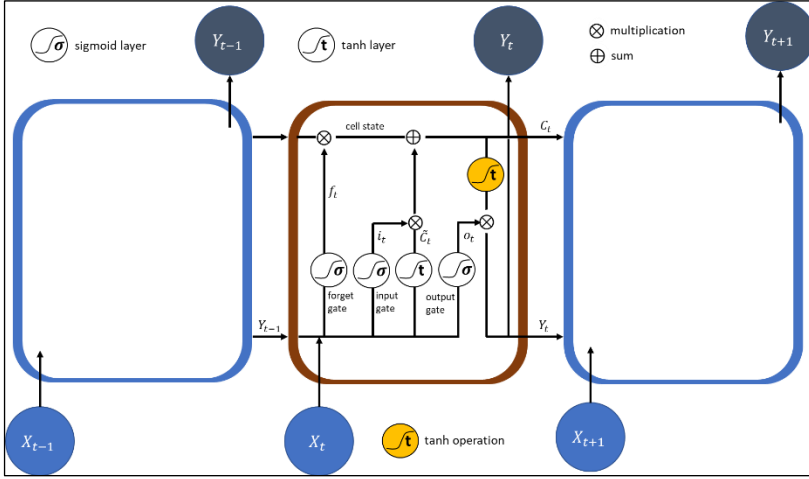 Y_{t−1}
Y_t
Y_{t+1}
σ sigmoid layer
t tanh layer
⊗ multiplication
⊕ sum
cell state
C_t
t
f_t
i_t
C̃_t
o_t
σ
σ
t
σ
forget gate
input gate
output gate
Y_{t−1}
Y_t
X_{t−1}
X_t
X_{t+1}
t tanh operation